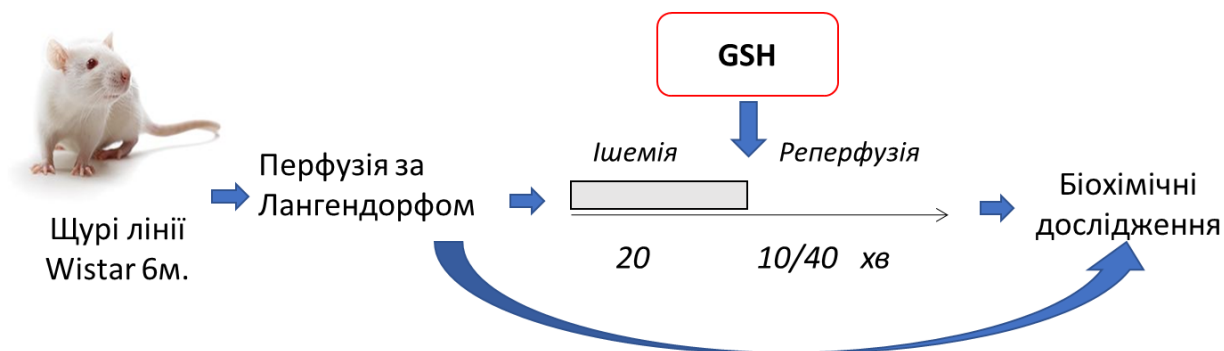 GSH
Ішемія
Реперфузія
Перфузія за
Лангендорфом
Біохімічні
дослідження
Щурі лінії
Wistar 6м.
20
10/40 хв